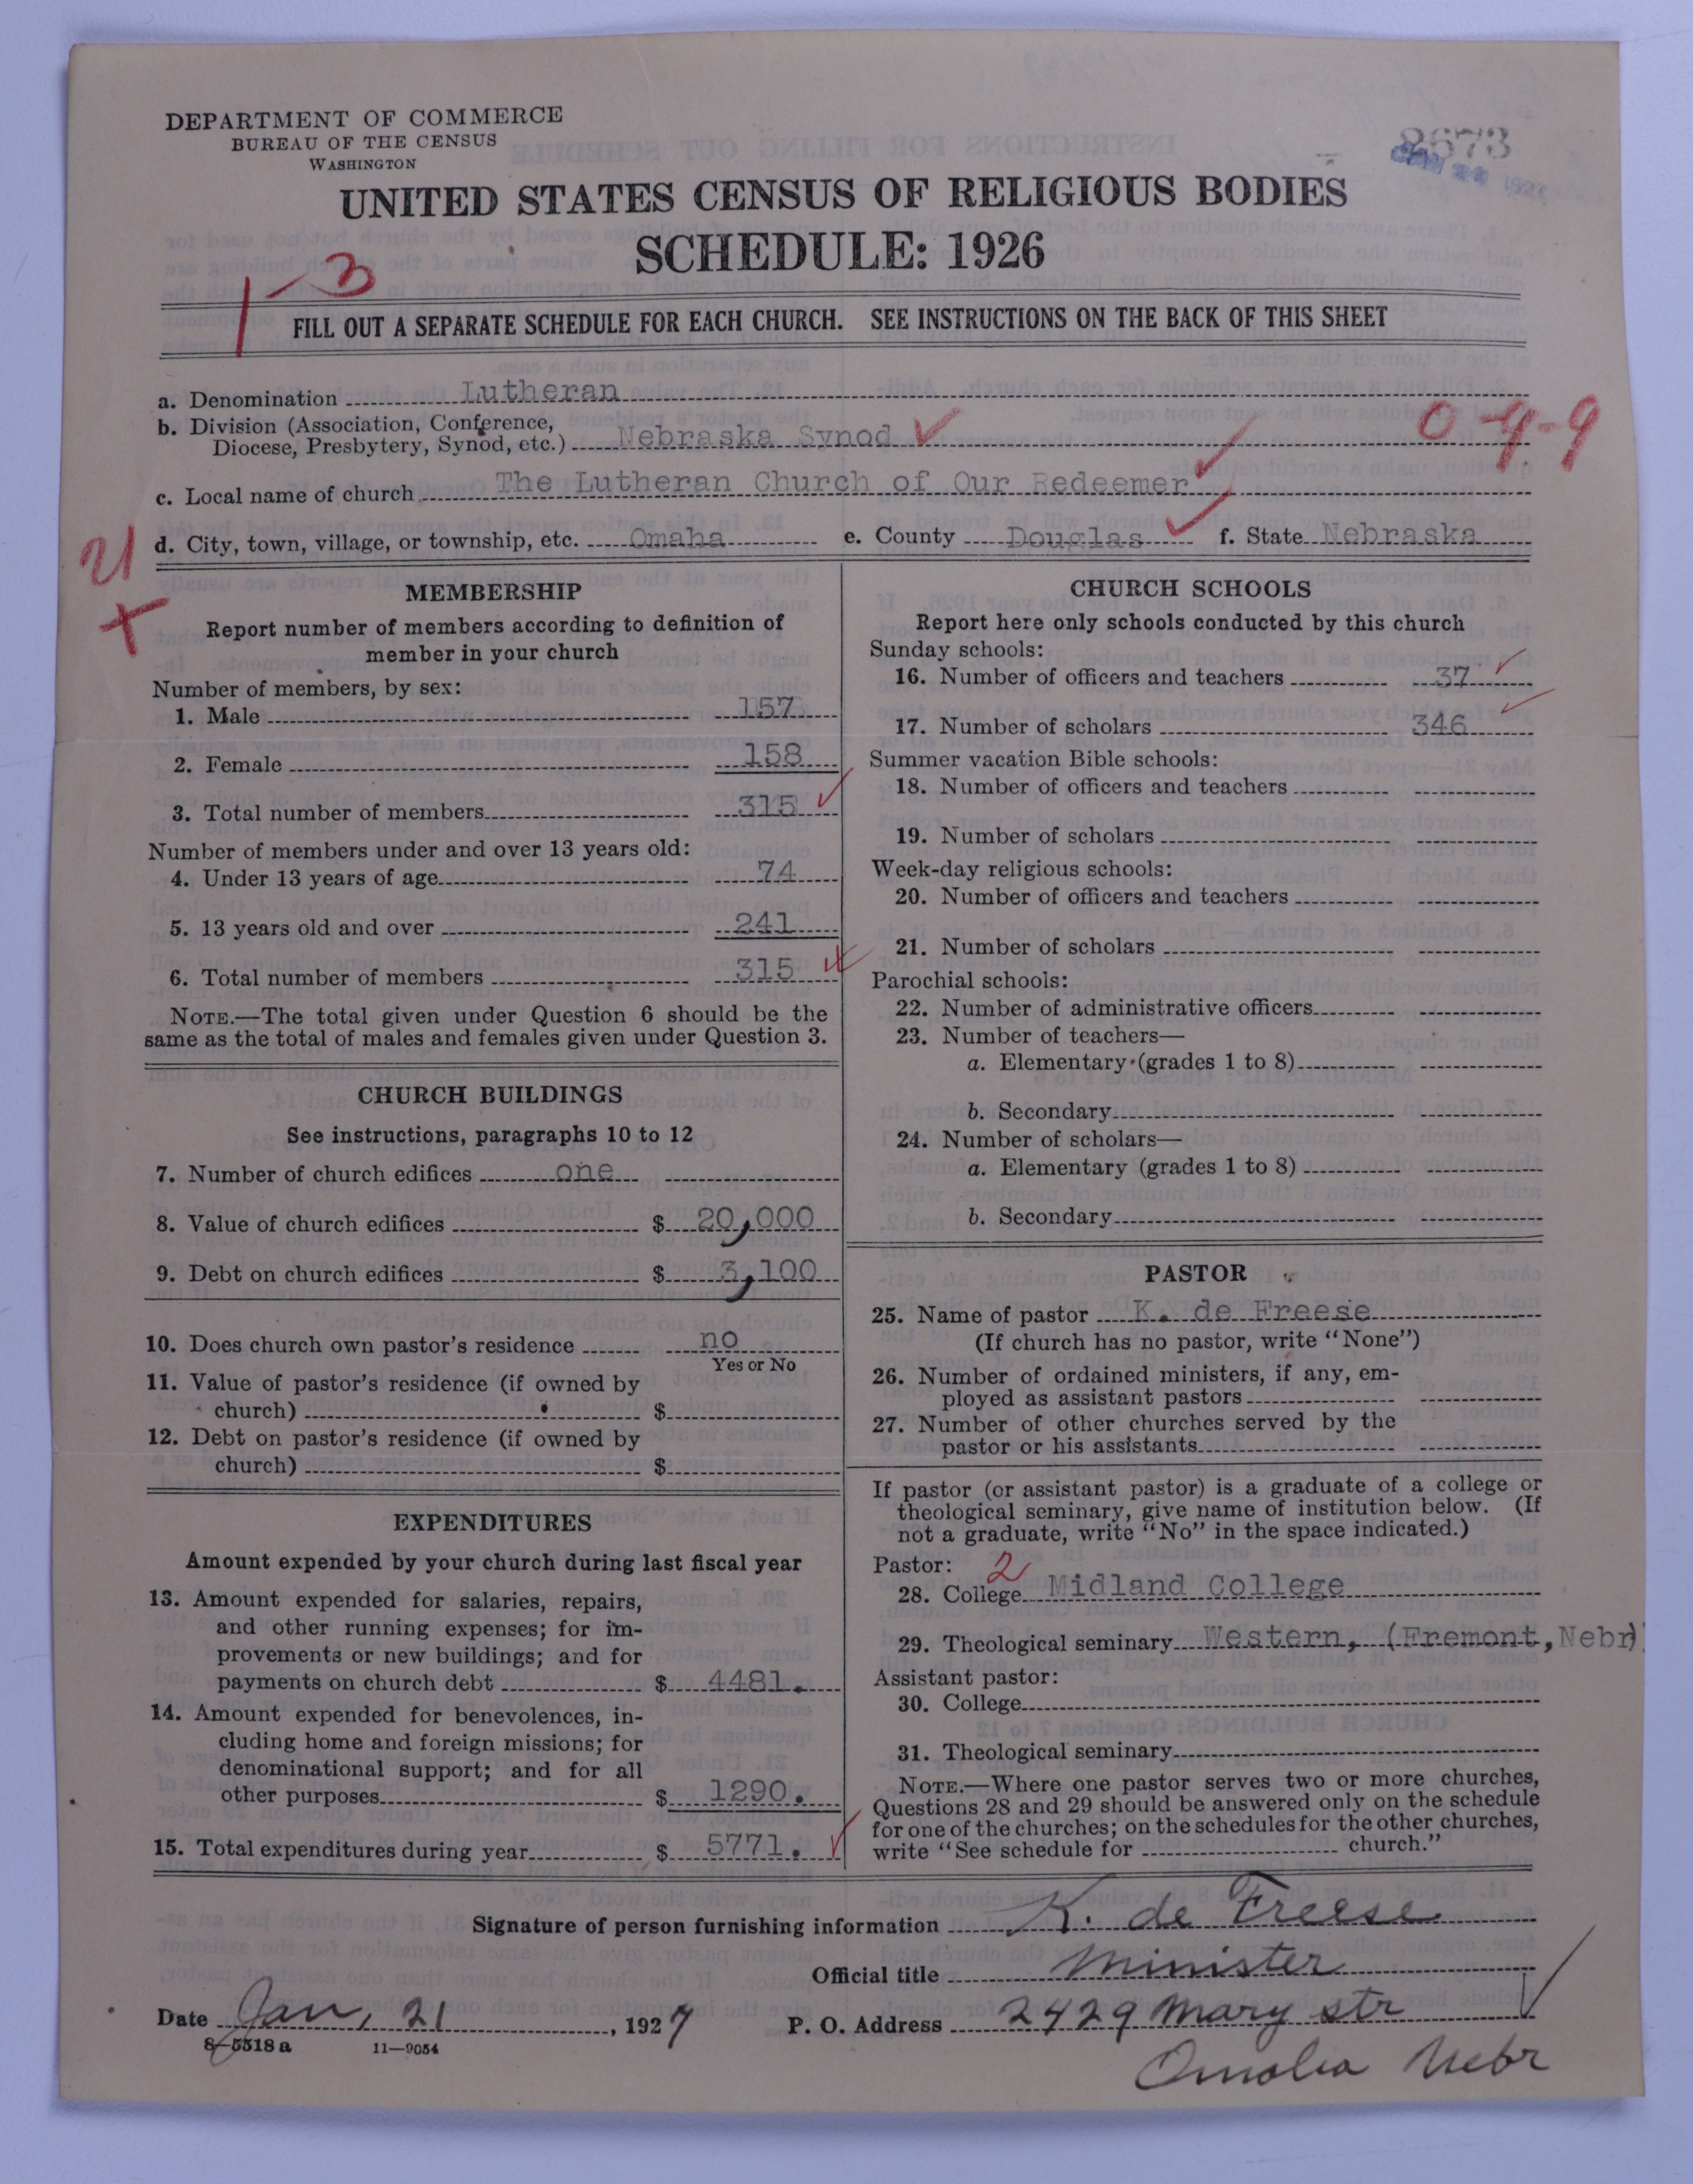 DEPARTMENT OF COMMERCE
BUREAU OF THE CENSUS
WASHINGTON
2673
UNITED STATES CENSUS OF RELIGIOUS BODIES
SCHEDULE: 1926
3
FILL OUT A SEPARATE SCHEDULE FOR EACH CHURCH. SEE INSTRUCTIONS ON THE BACK OF THIS SHEET
a. Denomination Lutheran
b. Division (Association, Conference,
Diocese, Presbytery, Synod, etc.) Nebraska Synod
0-9-9
c. Local name of church The Lutheran Church of Our Redeemer
d. City, town, village, or township, etc. Omaha e. County Douglas f. State Nebraska
21
MEMBERSHIP
Report number of members according to definition of
member in your church
Number of members, by sex:
1. Male 157
2. Female 158
3. Total number of members 315
Number of members under and over 13 years old:
4. Under 13 years of age 74
5. 13 years old and over 241
6. Total number of members 315
NOTE.—The total given under Question 6 should be the
same as the total of males and females given under Question 3.
CHURCH BUILDINGS
See instructions, paragraphs 10 to 12
7. Number of church edifices one
8. Value of church edifices $ 20,000
9. Debt on church edifices $ 3,100
10. Does church own pastor's residence no
Yes or No
11. Value of pastor's residence (if owned by
church) $
12. Debt on pastor's residence (if owned by
church) $
EXPENDITURES
Amount expended by your church during last fiscal year
13. Amount expended for salaries, repairs,
and other running expenses; for im-
provements or new buildings; and for
payments on church debt $ 4481.
14. Amount expended for benevolences, in-
cluding home and foreign missions; for
denominational support; and for all
other purposes $ 1290.
15. Total expenditures during year $ 5771.
CHURCH SCHOOLS
Report here only schools conducted by this church
Sunday schools:
16. Number of officers and teachers 37
17. Number of scholars 346
Summer vacation Bible schools:
18. Number of officers and teachers
19. Number of scholars
Week-day religious schools:
20. Number of officers and teachers
21. Number of scholars
Parochial schools:
22. Number of administrative officers
23. Number of teachers—
a. Elementary (grades 1 to 8)
b. Secondary
24. Number of scholars—
a. Elementary (grades 1 to 8)
b. Secondary
PASTOR
25. Name of pastor K. de Freese
(If church has no pastor, write "None")
26. Number of ordained ministers, if any, em-
ployed as assistant pastors
27. Number of other churches served by the
pastor or his assistants
If pastor (or assistant pastor) is a graduate of a college or
theological seminary, give name of institution below. (If
not a graduate, write "No" in the space indicated.)
Pastor: 2
28. College Midland College
29. Theological seminary Western, (Fremont, Nebr)
Assistant pastor:
30. College
31. Theological seminary
NOTE.—Where one pastor serves two or more churches,
Questions 28 and 29 should be answered only on the schedule
for one of the churches; on the schedules for the other churches,
write "See schedule for church."
Signature of person furnishing information K. de Freese
Official title Minister
Date Jan, 21, 1927 P. O. Address 2429 Mary str
Omaha Nebr
8-5518 a 11—9054